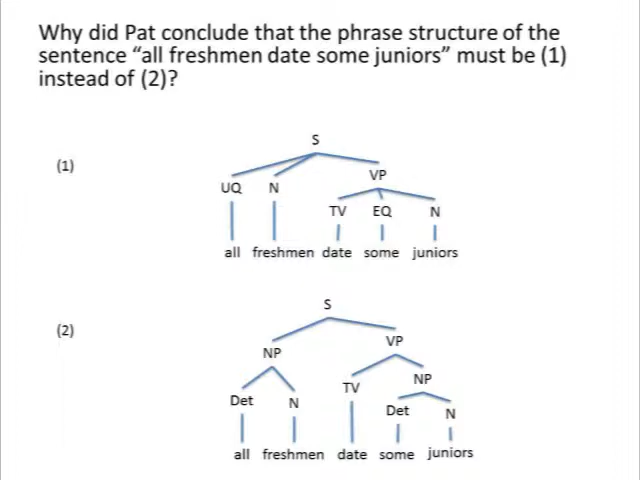 Why did Pat conclude that the phrase structure of the
sentence “all freshmen date some juniors” must be (1)
instead of (2)?
S
(1)
VP
UQ N
TV EQ N
all freshmen date some juniors
S
(2)
VP
NP
NP
TV
Det N
Det N
all freshmen date some juniors